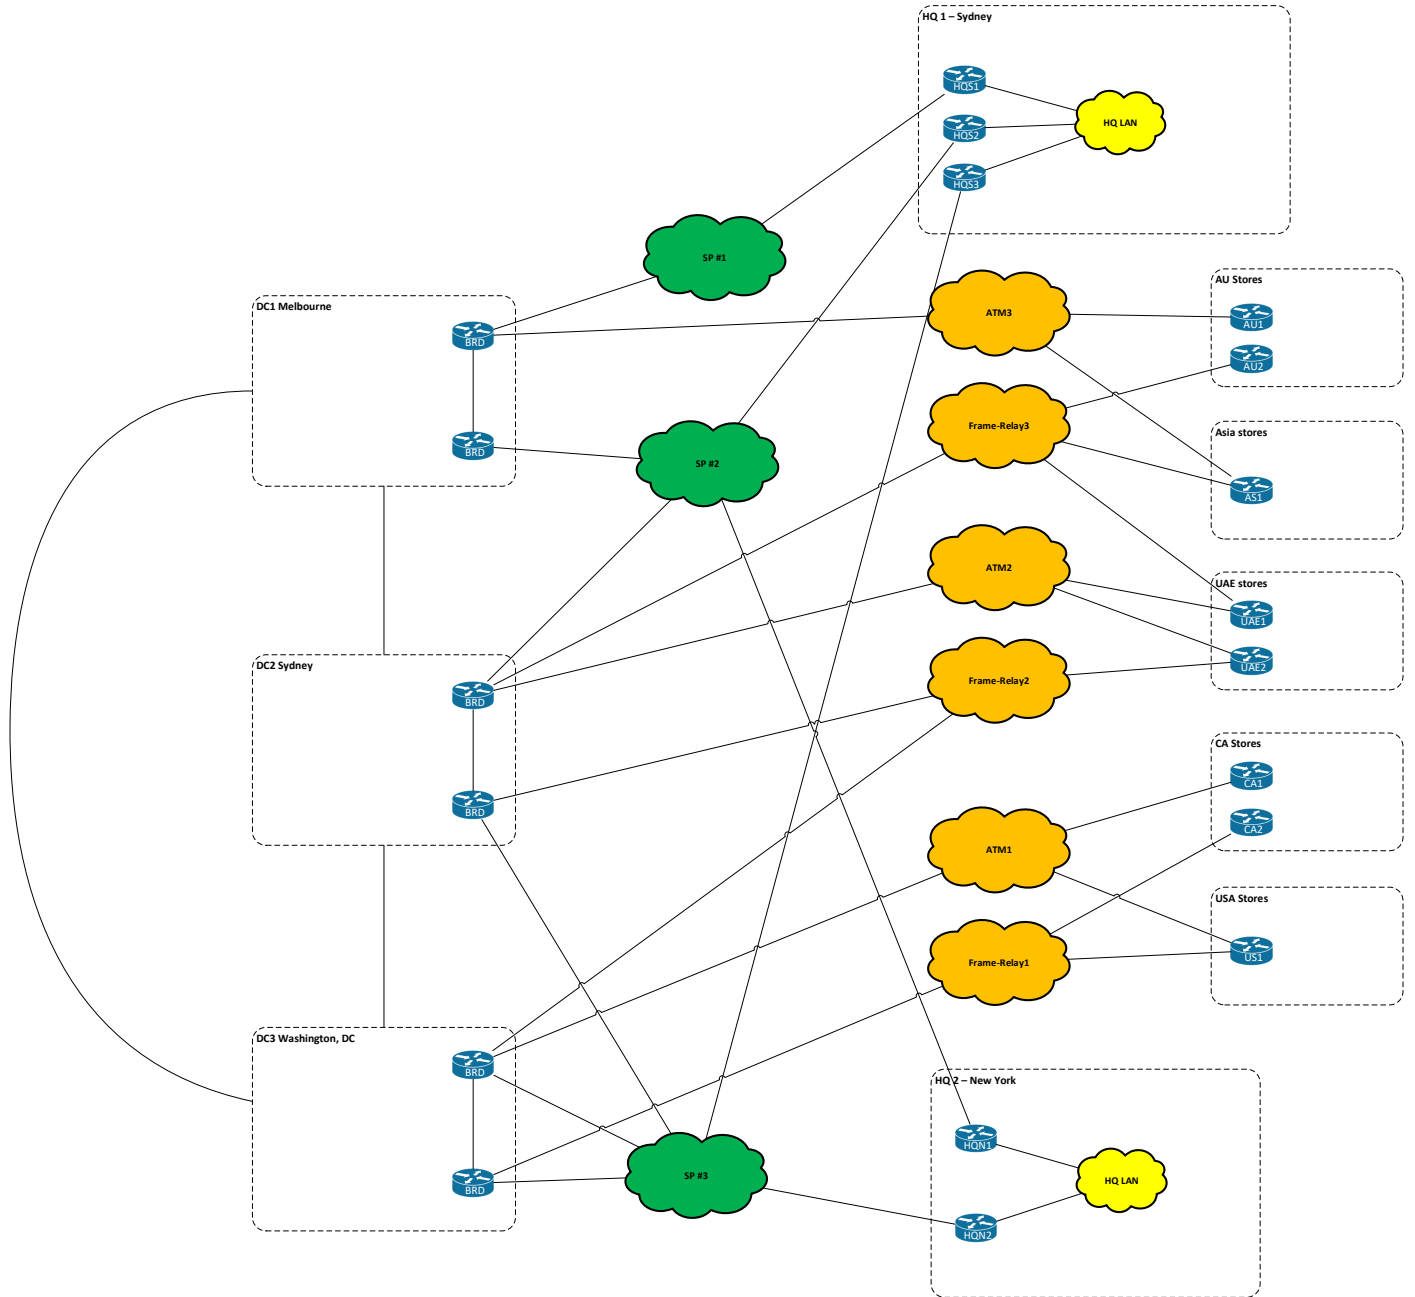 HQ 1 – Sydney
HQS1
HQS2
HQS3
HQ LAN
SP #1
DC1 Melbourne
BRD
BRD
SP #2
ATM3
AU Stores
AU1
AU2
Frame-Relay3
Asia stores
AS1
ATM2
UAE stores
UAE1
UAE2
Frame-Relay2
DC2 Sydney
BRD
BRD
CA Stores
CA1
CA2
ATM1
USA Stores
US1
Frame-Relay1
DC3 Washington, DC
BRD
BRD
SP #3
HQ 2 – New York
HQN1
HQN2
HQ LAN